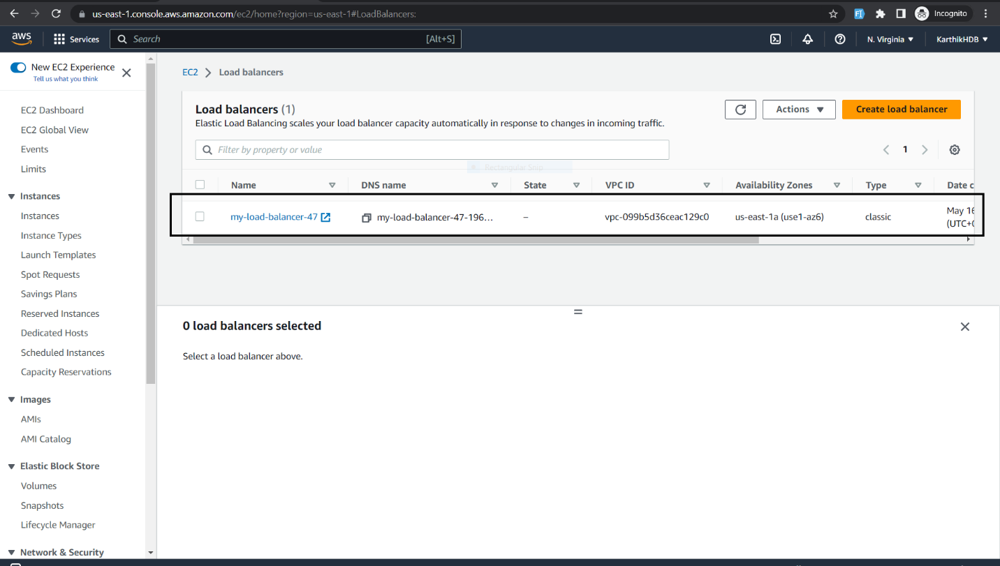 us-east-1.console.aws.amazon.com/ec2/home?region=us-east-1#LoadBalancers:
Incognito
aws
Services
Search
[Alt+S]
N. Virginia
KarthikHDB
New EC2 Experience
Tell us what you think
EC2 Dashboard
EC2 Global View
Events
Limits
Instances
Instances
Instance Types
Launch Templates
Spot Requests
Savings Plans
Reserved Instances
Dedicated Hosts
Scheduled Instances
Capacity Reservations
Images
AMIs
AMI Catalog
Elastic Block Store
Volumes
Snapshots
Lifecycle Manager
Network & Security
EC2 > Load balancers
Load balancers (1)
Elastic Load Balancing scales your load balancer capacity automatically in response to changes in incoming traffic.
Actions
Create load balancer
Filter by property or value
1
Rectangular Snip
Name DNS name State VPC ID Availability Zones Type Date c
my-load-balancer-47 my-load-balancer-47-196... – vpc-099b5d36ceac129c0 us-east-1a (use1-az6) classic May 16
(UTC+0
0 load balancers selected
Select a load balancer above.